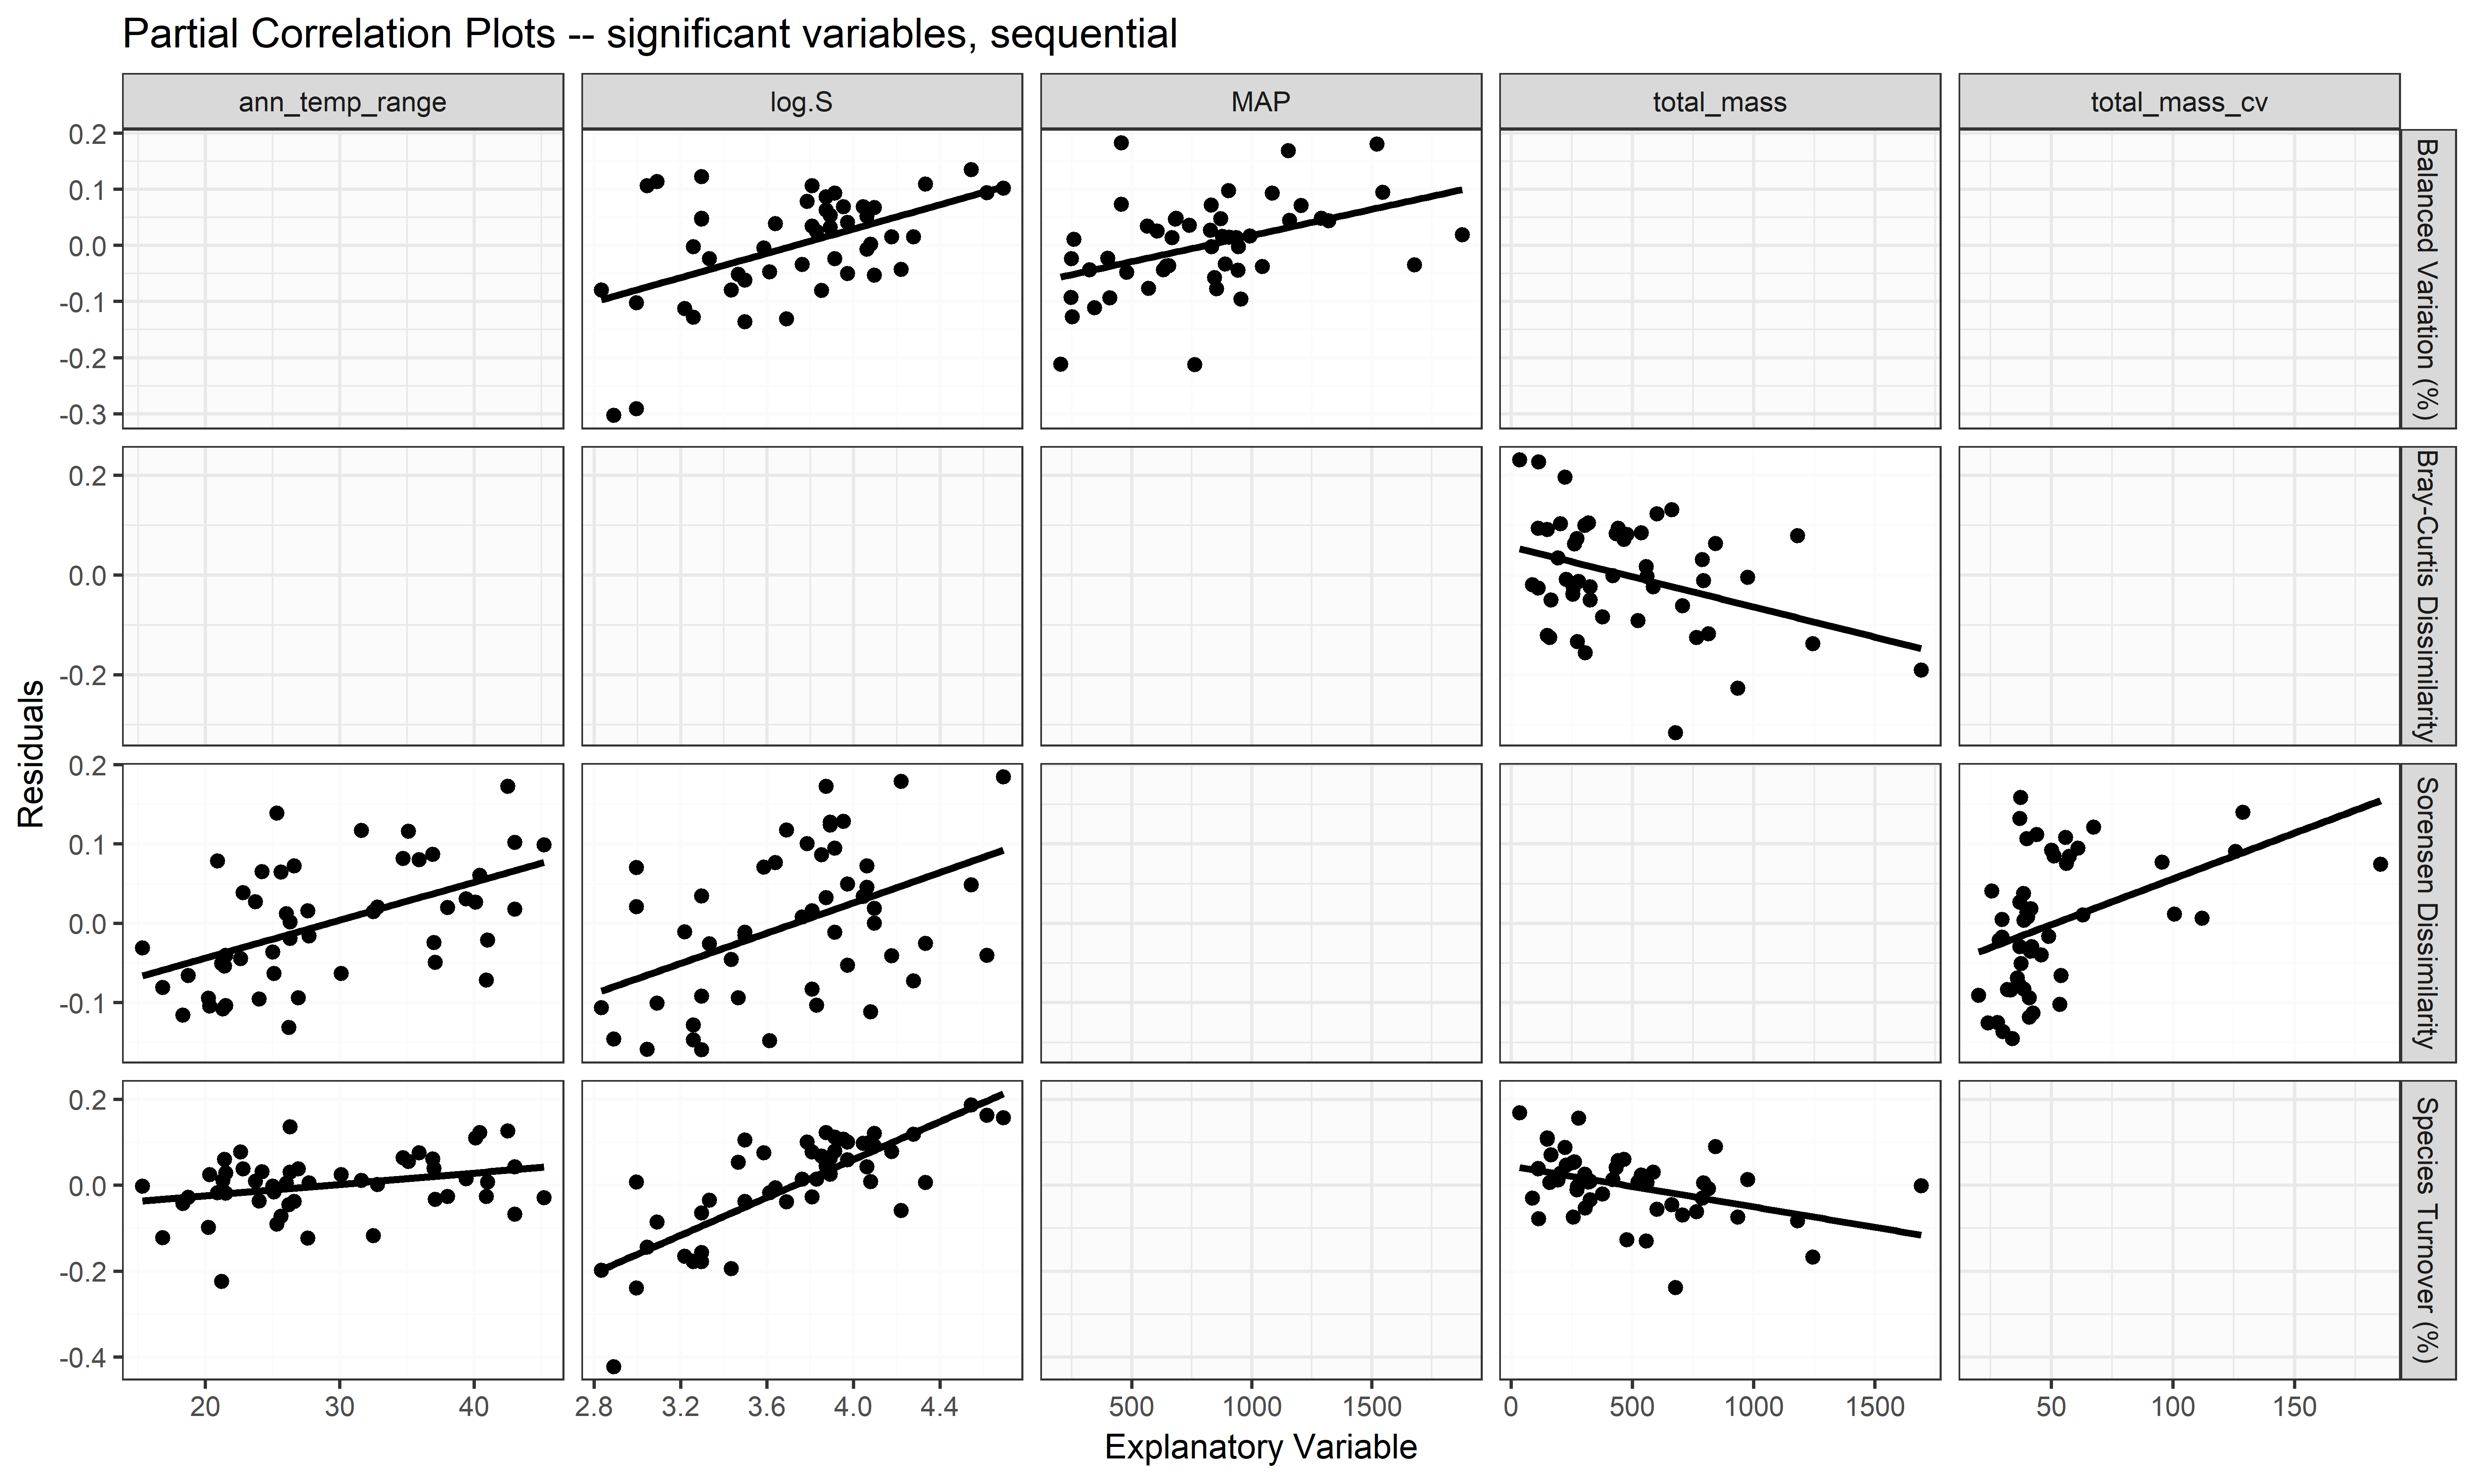 Partial Correlation Plots -- significant variables, sequential
ann_temp_range
log.S
MAP
total_mass
total_mass_cv
0.2
0.1
0.0
-0.1
-0.2
-0.3
Balanced Variation (%)
0.2
0.0
-0.2
Bray-Curtis Dissimilarity
0.2
0.1
0.0
-0.1
Sorensen Dissimilarity
0.2
0.0
-0.2
-0.4
Species Turnover (%)
Residuals
20 30 40
2.8 3.2 3.6 4.0 4.4
500 1000 1500
0 500 1000 1500
50 100 150
Explanatory Variable